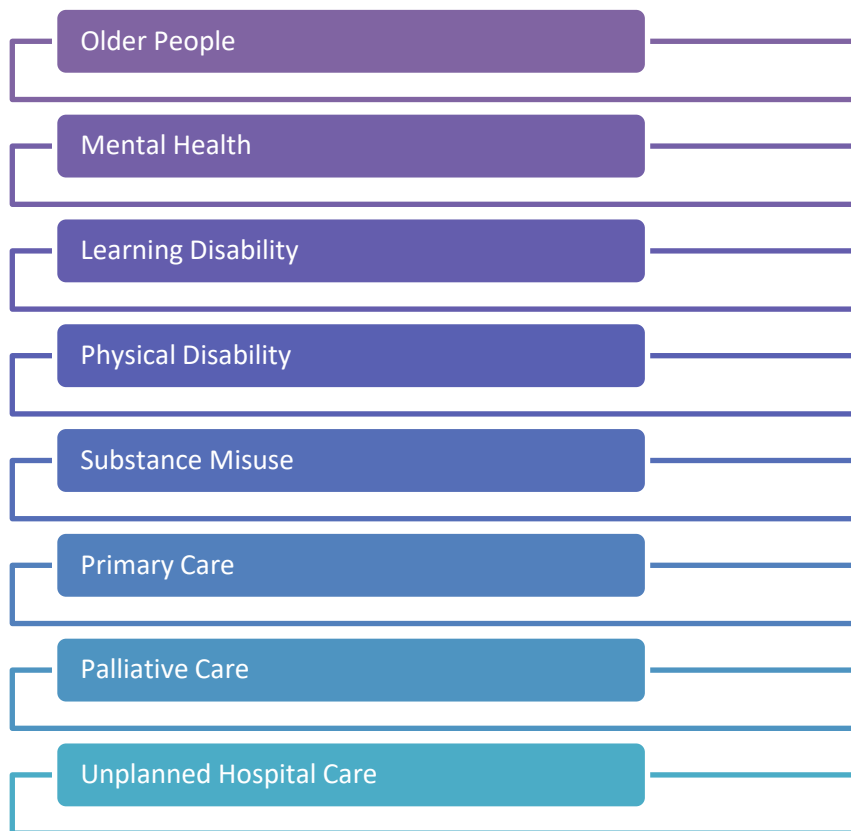 Older People
Mental Health
Learning Disability
Physical Disability
Substance Misuse
Primary Care
Palliative Care
Unplanned Hospital Care